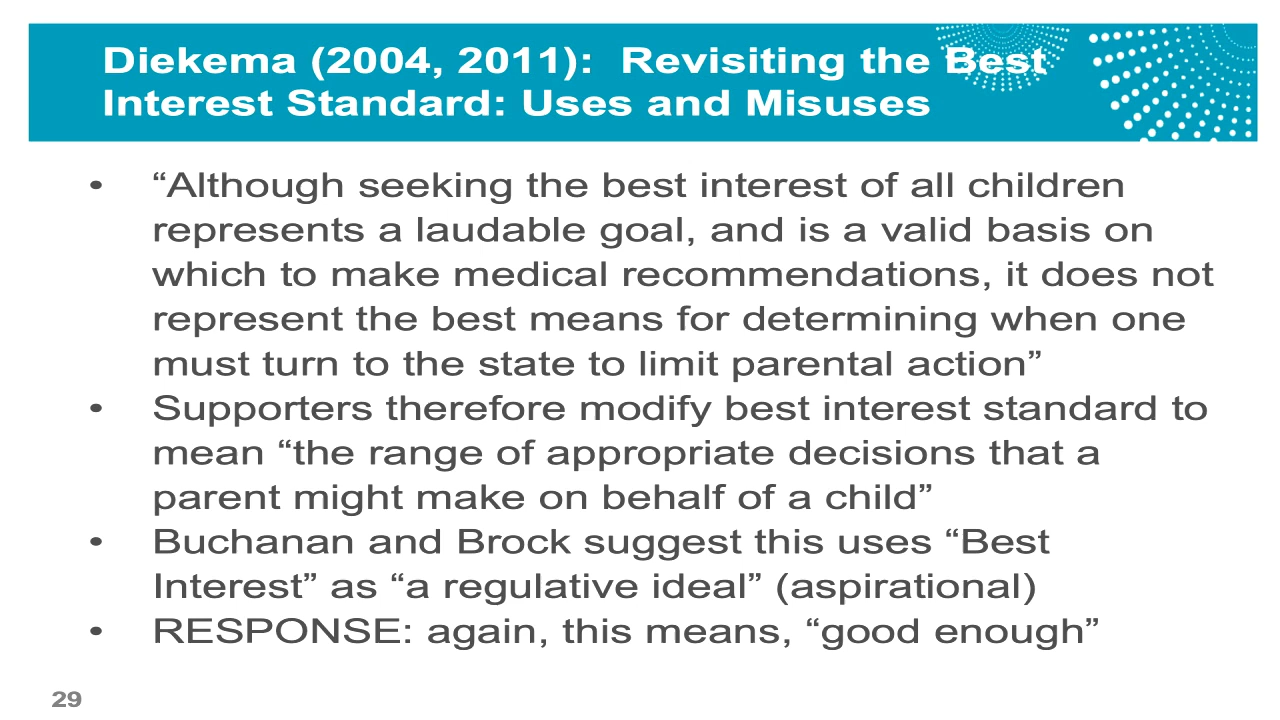 Diekema (2004, 2011):  Revisiting the Best
Interest Standard: Uses and Misuses
• “Although seeking the best interest of all children
represents a laudable goal, and is a valid basis on
which to make medical recommendations, it does not
represent the best means for determining when one
must turn to the state to limit parental action”
• Supporters therefore modify best interest standard to
mean “the range of appropriate decisions that a
parent might make on behalf of a child”
• Buchanan and Brock suggest this uses “Best
Interest” as “a regulative ideal” (aspirational)
• RESPONSE: again, this means, “good enough”
29